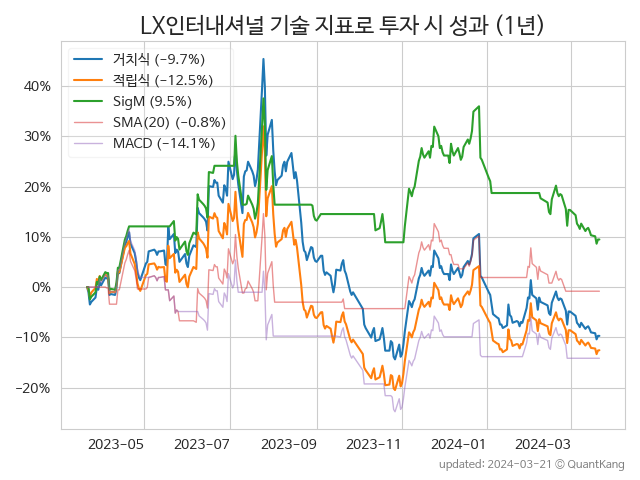 LX인터내셔널 기술 지표로 투자 시 성과 (1년)
거치식 (−9.7%)
적립식 (−12.5%)
SigM (9.5%)
SMA(20) (−0.8%)
MACD (−14.1%)
40%
30%
20%
10%
0%
−10%
−20%
2023-05 2023-07 2023-09 2023-11 2024-01 2024-03
updated: 2024-03-21 © QuantKang